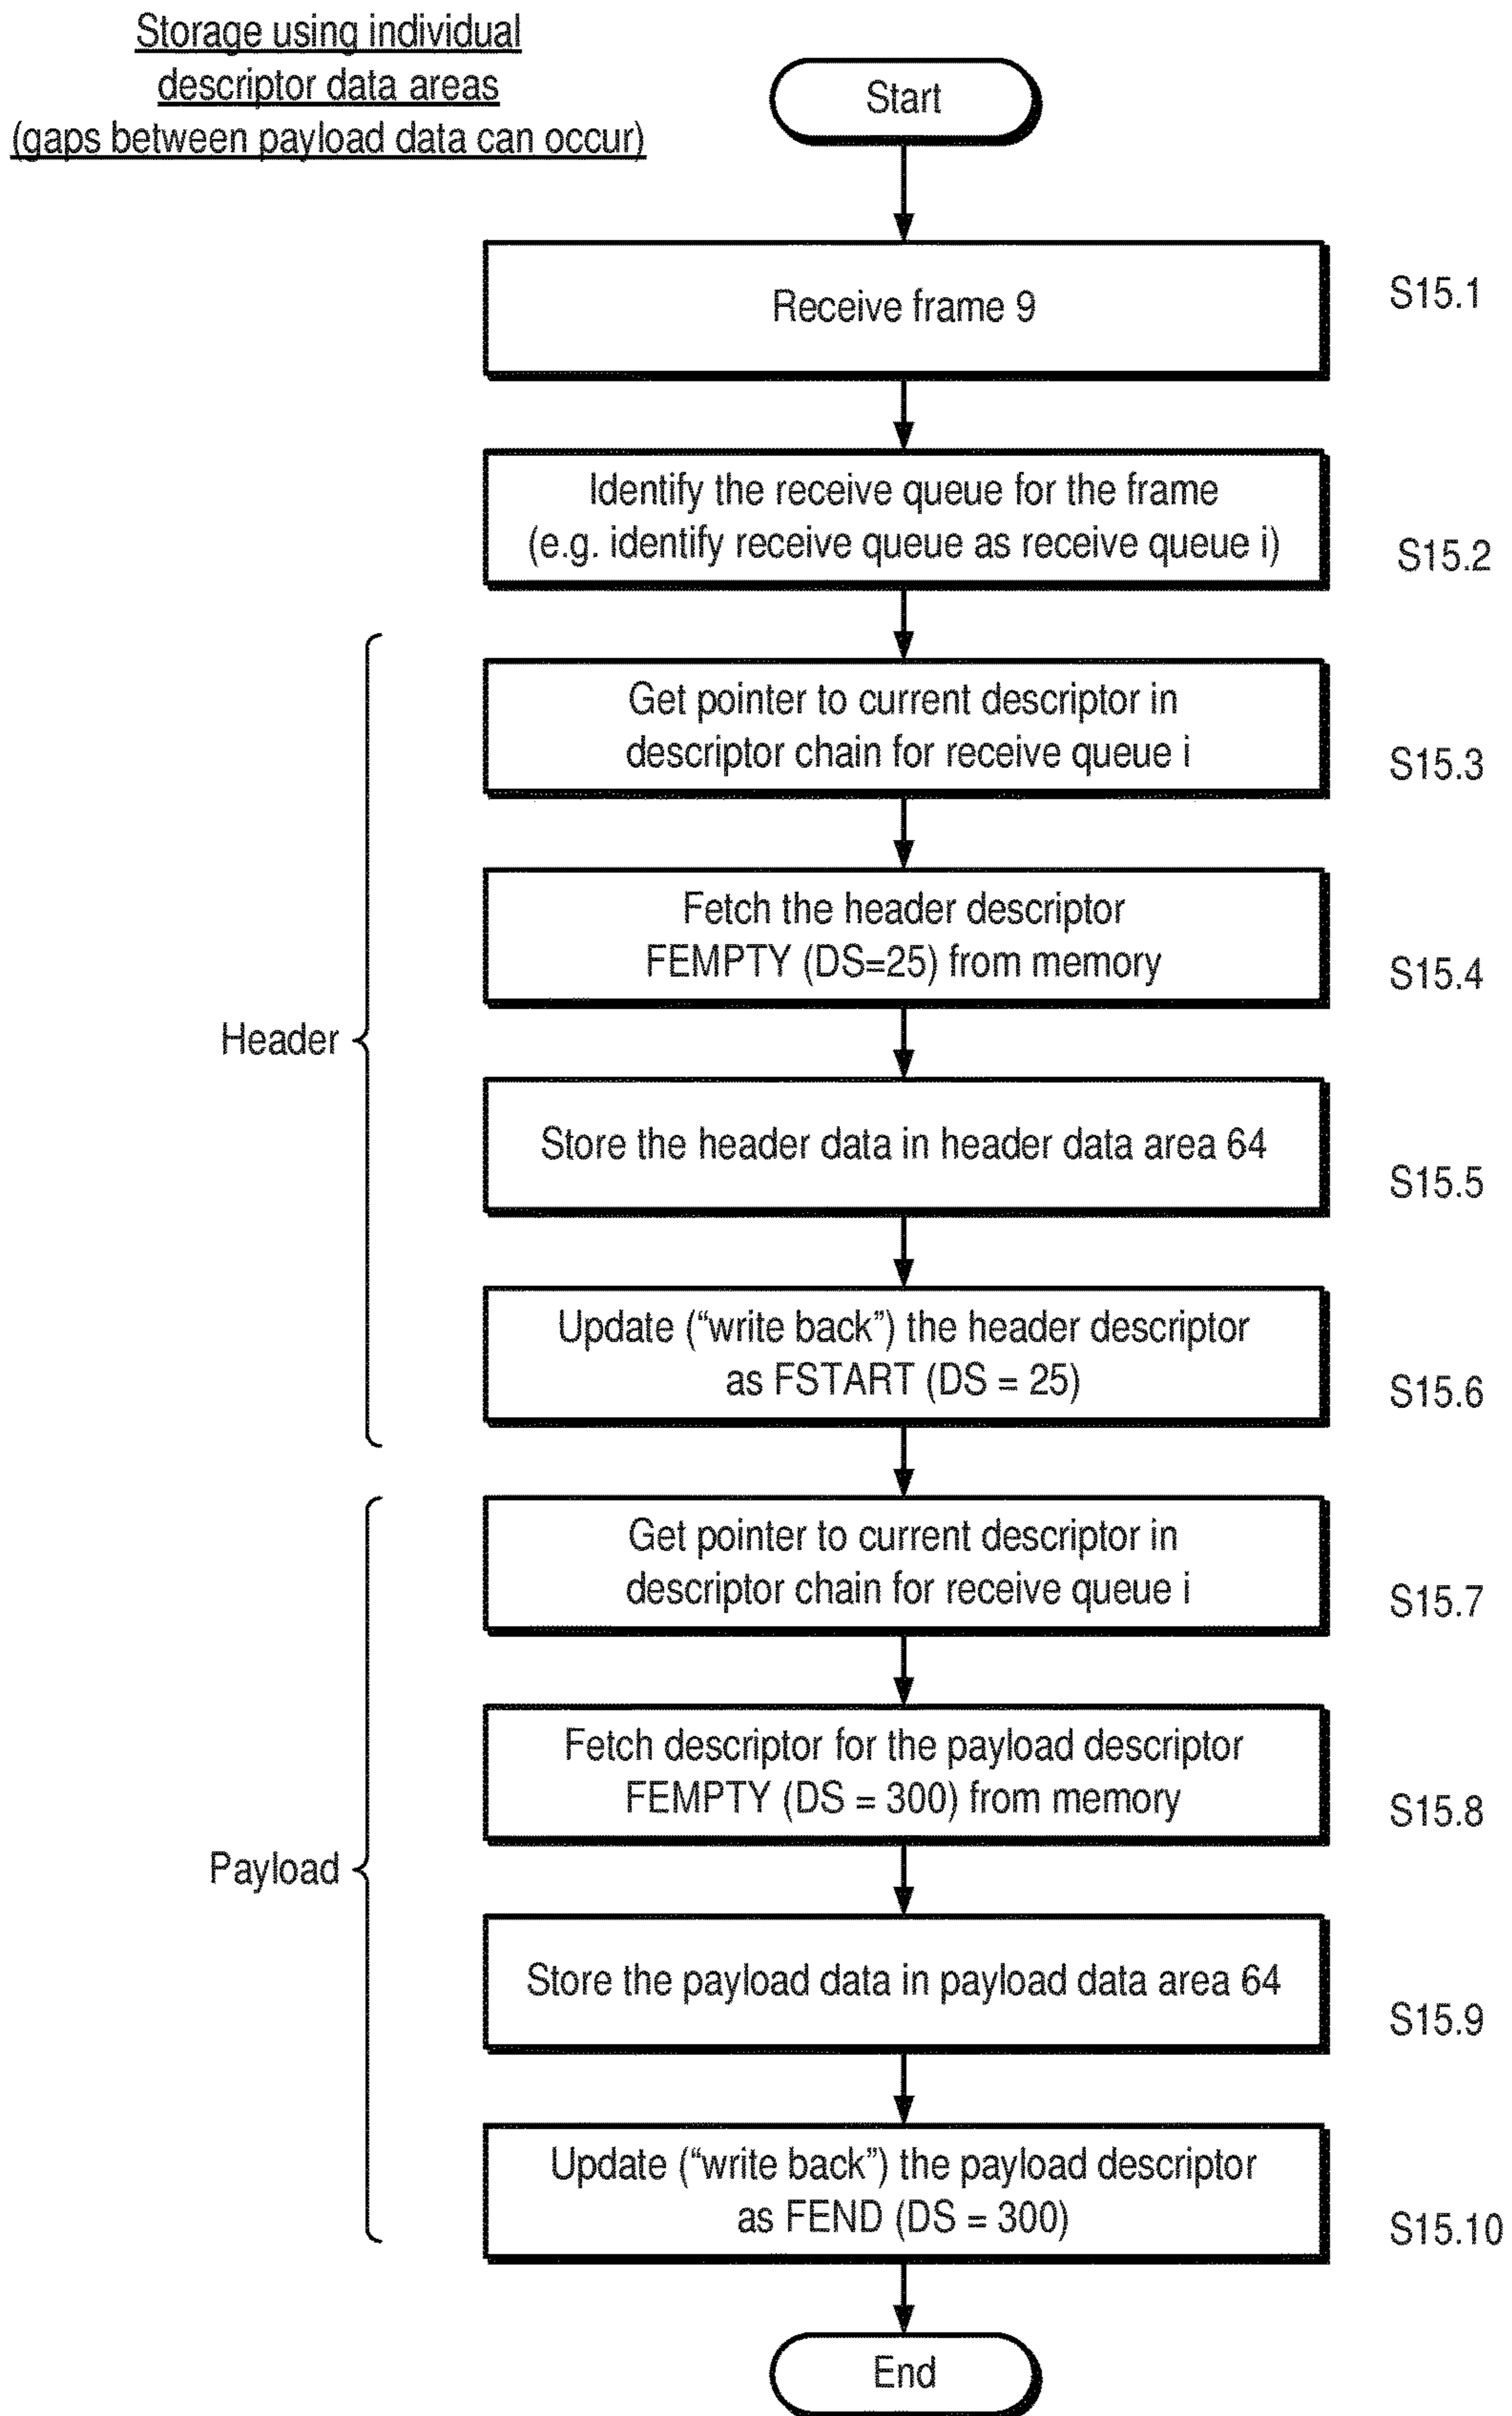 Storage using individual
descriptor data areas
(gaps between payload data can occur)
Start
Receive frame 9
S15.1
Identify the receive queue for the frame
(e.g. identify receive queue as receive queue i)
S15.2
Get pointer to current descriptor in
descriptor chain for receive queue i
S15.3
Fetch the header descriptor
FEMPTY (DS=25) from memory
S15.4
Header
Store the header data in header data area 64
S15.5
Update (“write back”) the header descriptor
as FSTART (DS = 25)
S15.6
Get pointer to current descriptor in
descriptor chain for receive queue i
S15.7
Fetch descriptor for the payload descriptor
FEMPTY (DS = 300) from memory
S15.8
Payload
Store the payload data in payload data area 64
S15.9
Update (“write back”) the payload descriptor
as FEND (DS = 300)
S15.10
End